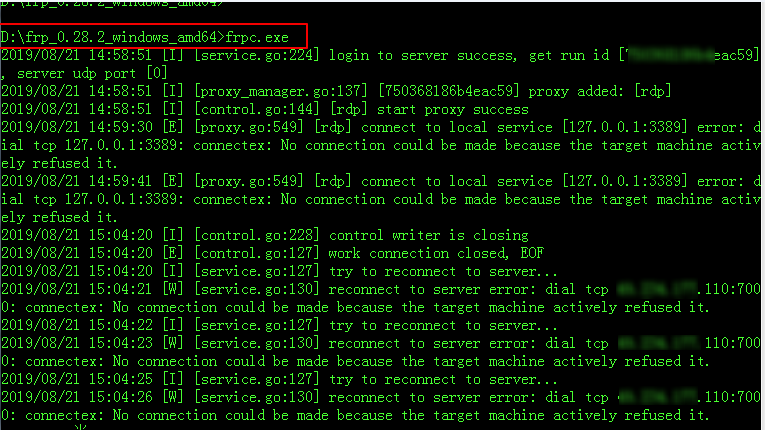 D:\frp_0.28.2_windows_amd64>
D:\frp_0.28.2_windows_amd64>frpc.exe
2019/08/21 14:58:51 [I] [service.go:224] login to server success, get run id [eac59]
, server udp port [0]
2019/08/21 14:58:51 [I] [proxy_manager.go:137] [750368186b4eac59] proxy added: [rdp]
2019/08/21 14:58:51 [I] [control.go:144] [rdp] start proxy success
2019/08/21 14:59:30 [E] [proxy.go:549] [rdp] connect to local service [127.0.0.1:3389] error: d
ial tcp 127.0.0.1:3389: connectex: No connection could be made because the target machine activ
ely refused it.
2019/08/21 14:59:41 [E] [proxy.go:549] [rdp] connect to local service [127.0.0.1:3389] error: d
ial tcp 127.0.0.1:3389: connectex: No connection could be made because the target machine activ
ely refused it.
2019/08/21 15:04:20 [I] [control.go:228] control writer is closing
2019/08/21 15:04:20 [E] [control.go:127] work connection closed, EOF
2019/08/21 15:04:20 [I] [service.go:127] try to reconnect to server...
2019/08/21 15:04:21 [W] [service.go:130] reconnect to server error: dial tcp .110:700
0: connectex: No connection could be made because the target machine actively refused it.
2019/08/21 15:04:22 [I] [service.go:127] try to reconnect to server...
2019/08/21 15:04:23 [W] [service.go:130] reconnect to server error: dial tcp .110:700
0: connectex: No connection could be made because the target machine actively refused it.
2019/08/21 15:04:25 [I] [service.go:127] try to reconnect to server...
2019/08/21 15:04:26 [W] [service.go:130] reconnect to server error: dial tcp .110:700
0: connectex: No connection could be made because the target machine actively refused it.